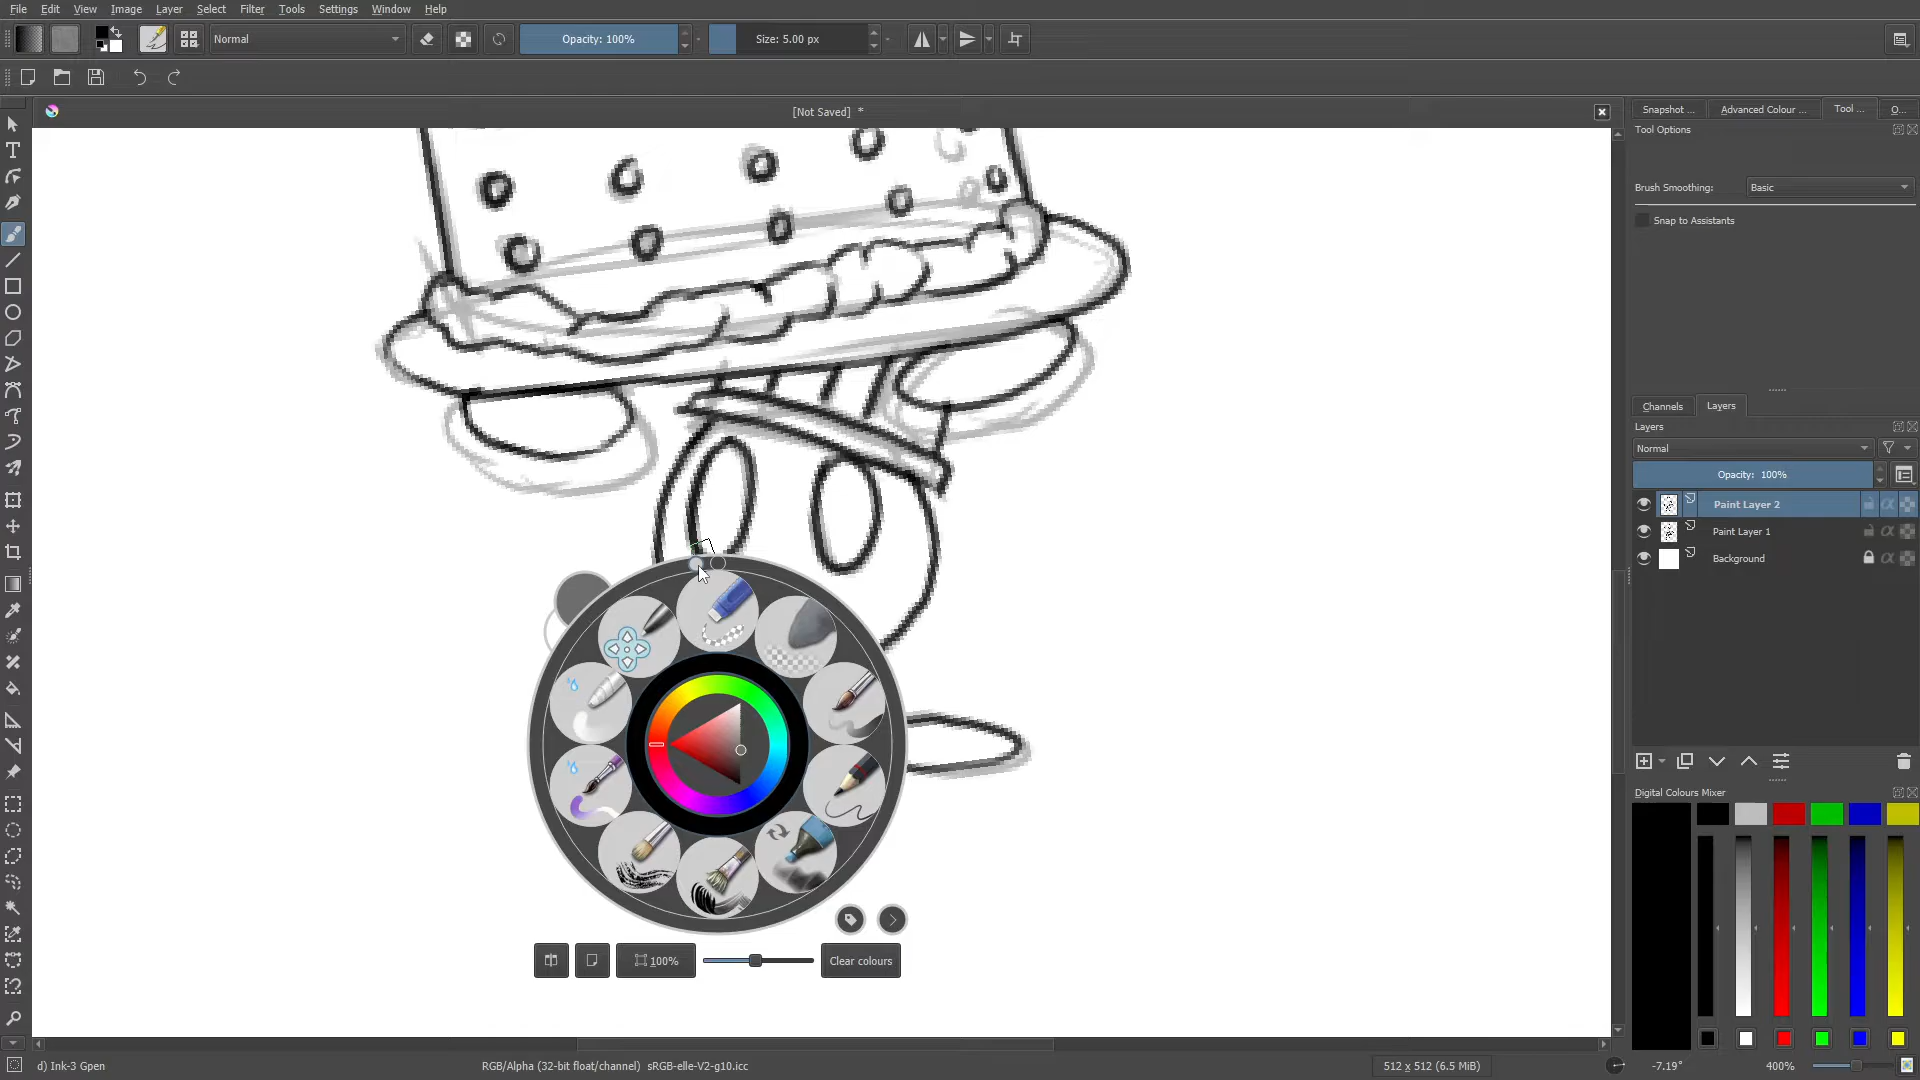 File Edit View Image Layer Select Filter Tools Settings Window Help
Normal Opacity: 100% Size: 5.00 px
[Not Saved] *
Snapshot ... Advanced Colour ... Tool ... O...
Tool Options
Brush Smoothing: Basic
Snap to Assistants
Channels Layers
Layers
Normal
Opacity: 100%
Paint Layer 2
Paint Layer 1
Background
Digital Colours Mixer
100% Clear colours
d) Ink-3 Gpen RGB/Alpha (32-bit float/channel) sRGB-elle-V2-g10.icc 512 x 512 (6.5 MiB) -7.19° 400%